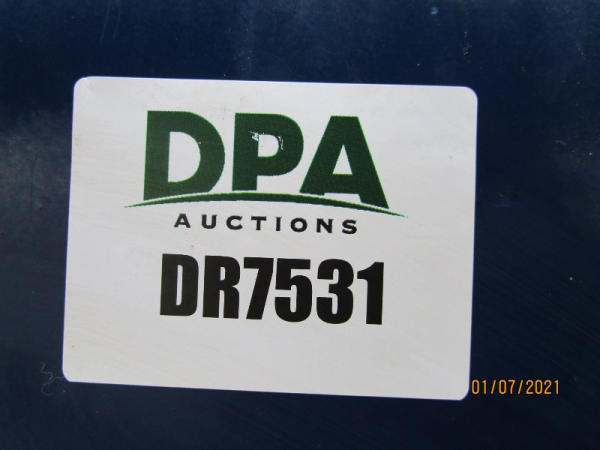 DPA
AUCTIONS
DR7531
01/07/2021